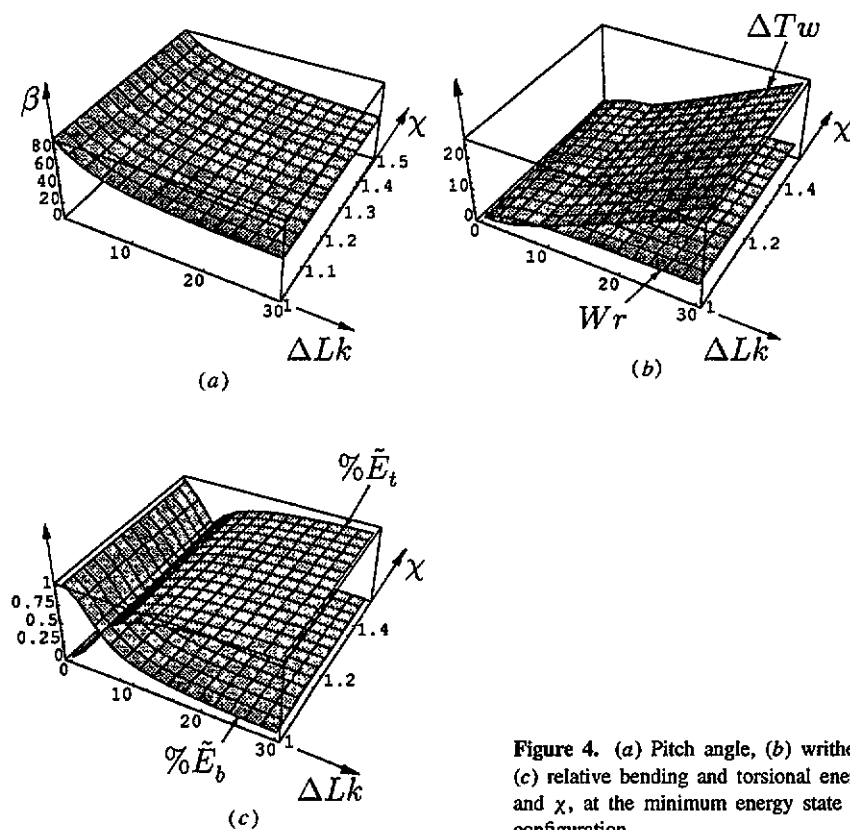 β
80
60
40
20
0
10
20
30
1
1.1
1.2
1.3
1.4
1.5
χ
ΔLk
(a)
ΔTw
20
10
0
0
10
20
30
1
1.2
1.4
χ
Wr
ΔLk
(b)
%Ẽt
1
0.75
0.5
0.25
0
0
10
20
30
1
1.2
1.4
χ
%Ẽb
ΔLk
(c)
Figure 4. (a) Pitch angle, (b) writhe
(c) relative bending and torsional ener
and χ, at the minimum energy state
configuration